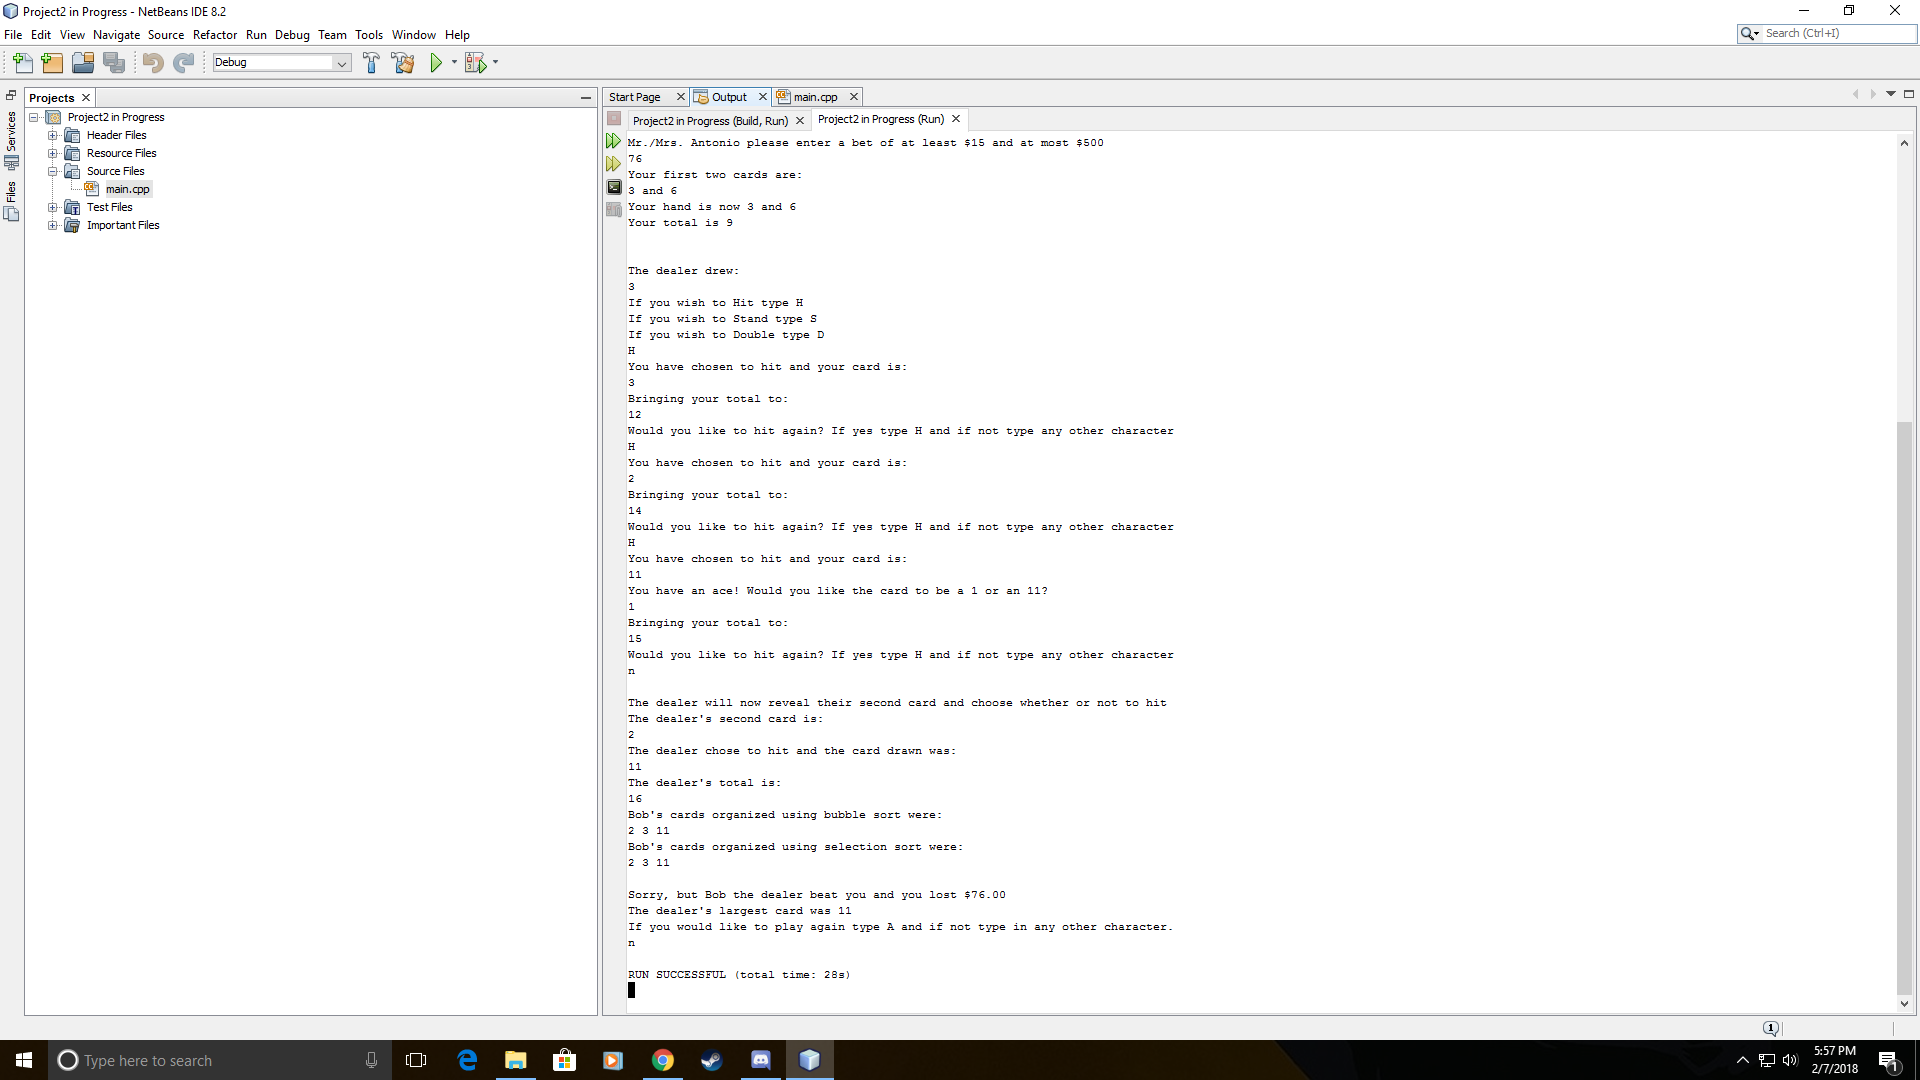 Project2 in Progress - NetBeans IDE 8.2
File Edit View Navigate Source Refactor Run Debug Team Tools Window Help
Search (Ctrl+I)
Debug
Projects
Services
Files
Project2 in Progress
Header Files
Resource Files
Source Files
main.cpp
Test Files
Important Files
Start Page Output main.cpp
Project2 in Progress (Build, Run) Project2 in Progress (Run)
Mr./Mrs. Antonio please enter a bet of at least $15 and at most $500
76
Your first two cards are:
3 and 6
Your hand is now 3 and 6
Your total is 9
The dealer drew:
3
If you wish to Hit type H
If you wish to Stand type S
If you wish to Double type D
H
You have chosen to hit and your card is:
3
Bringing your total to:
12
Would you like to hit again? If yes type H and if not type any other character
H
You have chosen to hit and your card is:
2
Bringing your total to:
14
Would you like to hit again? If yes type H and if not type any other character
H
You have chosen to hit and your card is:
11
You have an ace! Would you like the card to be a 1 or an 11?
1
Bringing your total to:
15
Would you like to hit again? If yes type H and if not type any other character
n
The dealer will now reveal their second card and choose whether or not to hit
The dealer's second card is:
2
The dealer chose to hit and the card drawn was:
11
The dealer's total is:
16
Bob's cards organized using bubble sort were:
2 3 11
Bob's cards organized using selection sort were:
2 3 11
Sorry, but Bob the dealer beat you and you lost $76.00
The dealer's largest card was 11
If you would like to play again type A and if not type in any other character.
n
RUN SUCCESSFUL (total time: 28s)
1
Type here to search
5:57 PM
2/7/2018
1